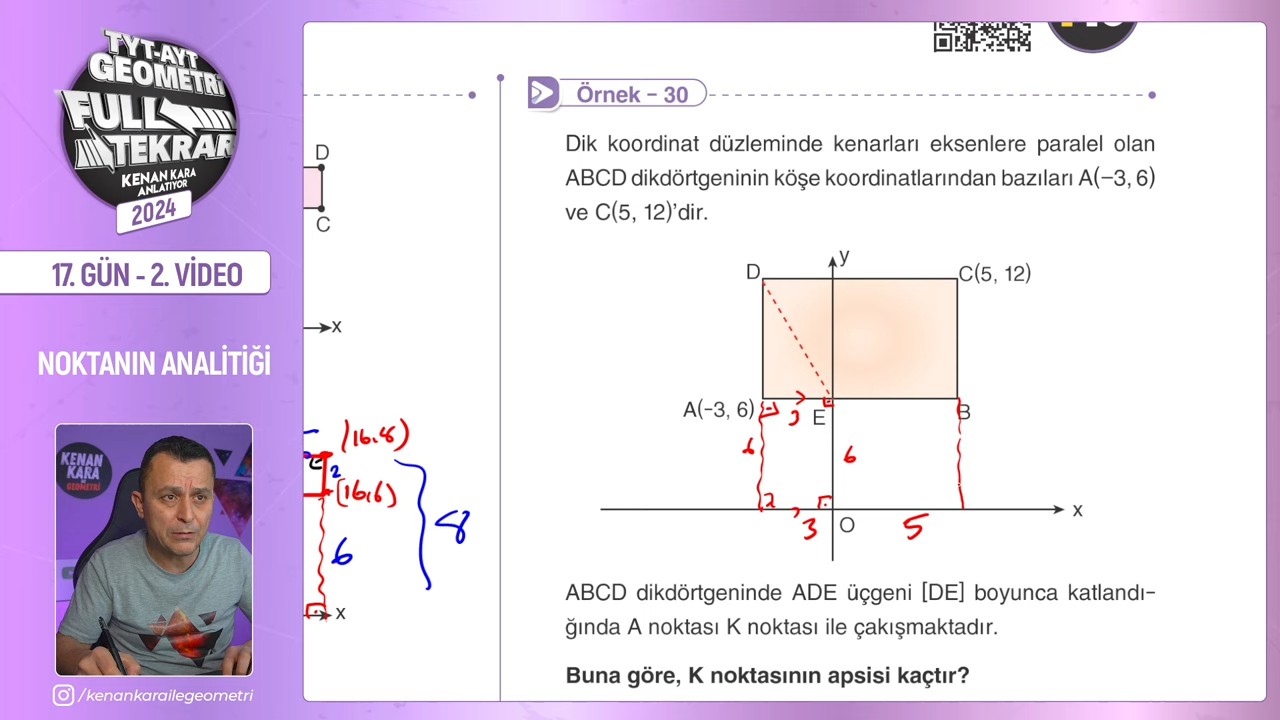 TYT-AYT
GEOMETRİ
FULL
TEKRAR
KENAN KARA
ANLATIYOR
2024
17. GÜN - 2. VİDEO
NOKTANIN ANALİTİĞİ
KENAN
KARA
GEOMETRİ
/kenankarailegeometri
D
C
x
(16,8)
2
(16,6)
8
6
x
Örnek – 30
Dik koordinat düzleminde kenarları eksenlere paralel olan
ABCD dikdörtgeninin köşe koordinatlarından bazıları A(−3, 6)
ve C(5, 12)’dir.
y
D
C(5, 12)
A(−3, 6)
3
E
B
6
6
x
3
O
5
ABCD dikdörtgeninde ADE üçgeni [DE] boyunca katlandı-
ğında A noktası K noktası ile çakışmaktadır.
Buna göre, K noktasının apsisi kaçtır?